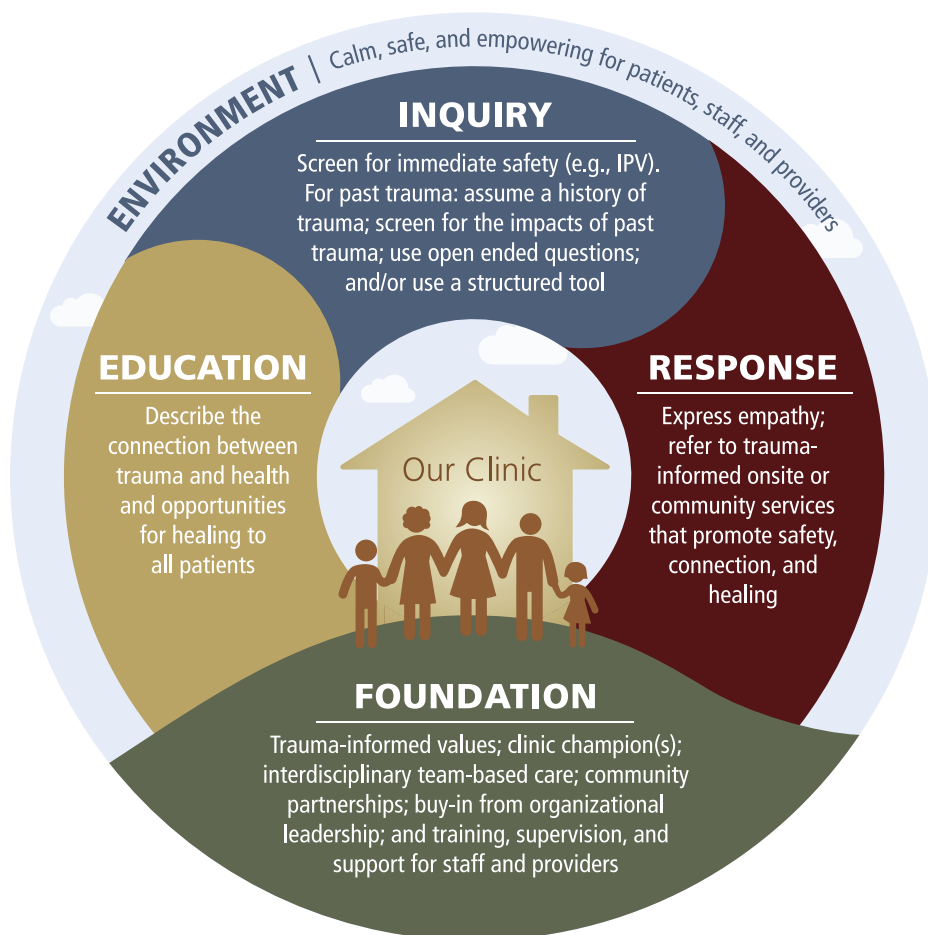 ENVIRONMENT | Calm, safe, and empowering for patients, staff, and providers
INQUIRY
Screen for immediate safety (e.g., IPV).
For past trauma: assume a history of
trauma; screen for the impacts of past
trauma; use open ended questions;
and/or use a structured tool
EDUCATION
Describe the
connection between
trauma and health
and opportunities
for healing to
all patients
Our Clinic
RESPONSE
Express empathy;
refer to trauma-
informed onsite or
community services
that promote safety,
connection, and
healing
FOUNDATION
Trauma-informed values; clinic champion(s);
interdisciplinary team-based care; community
partnerships; buy-in from organizational
leadership; and training, supervision, and
support for staff and providers